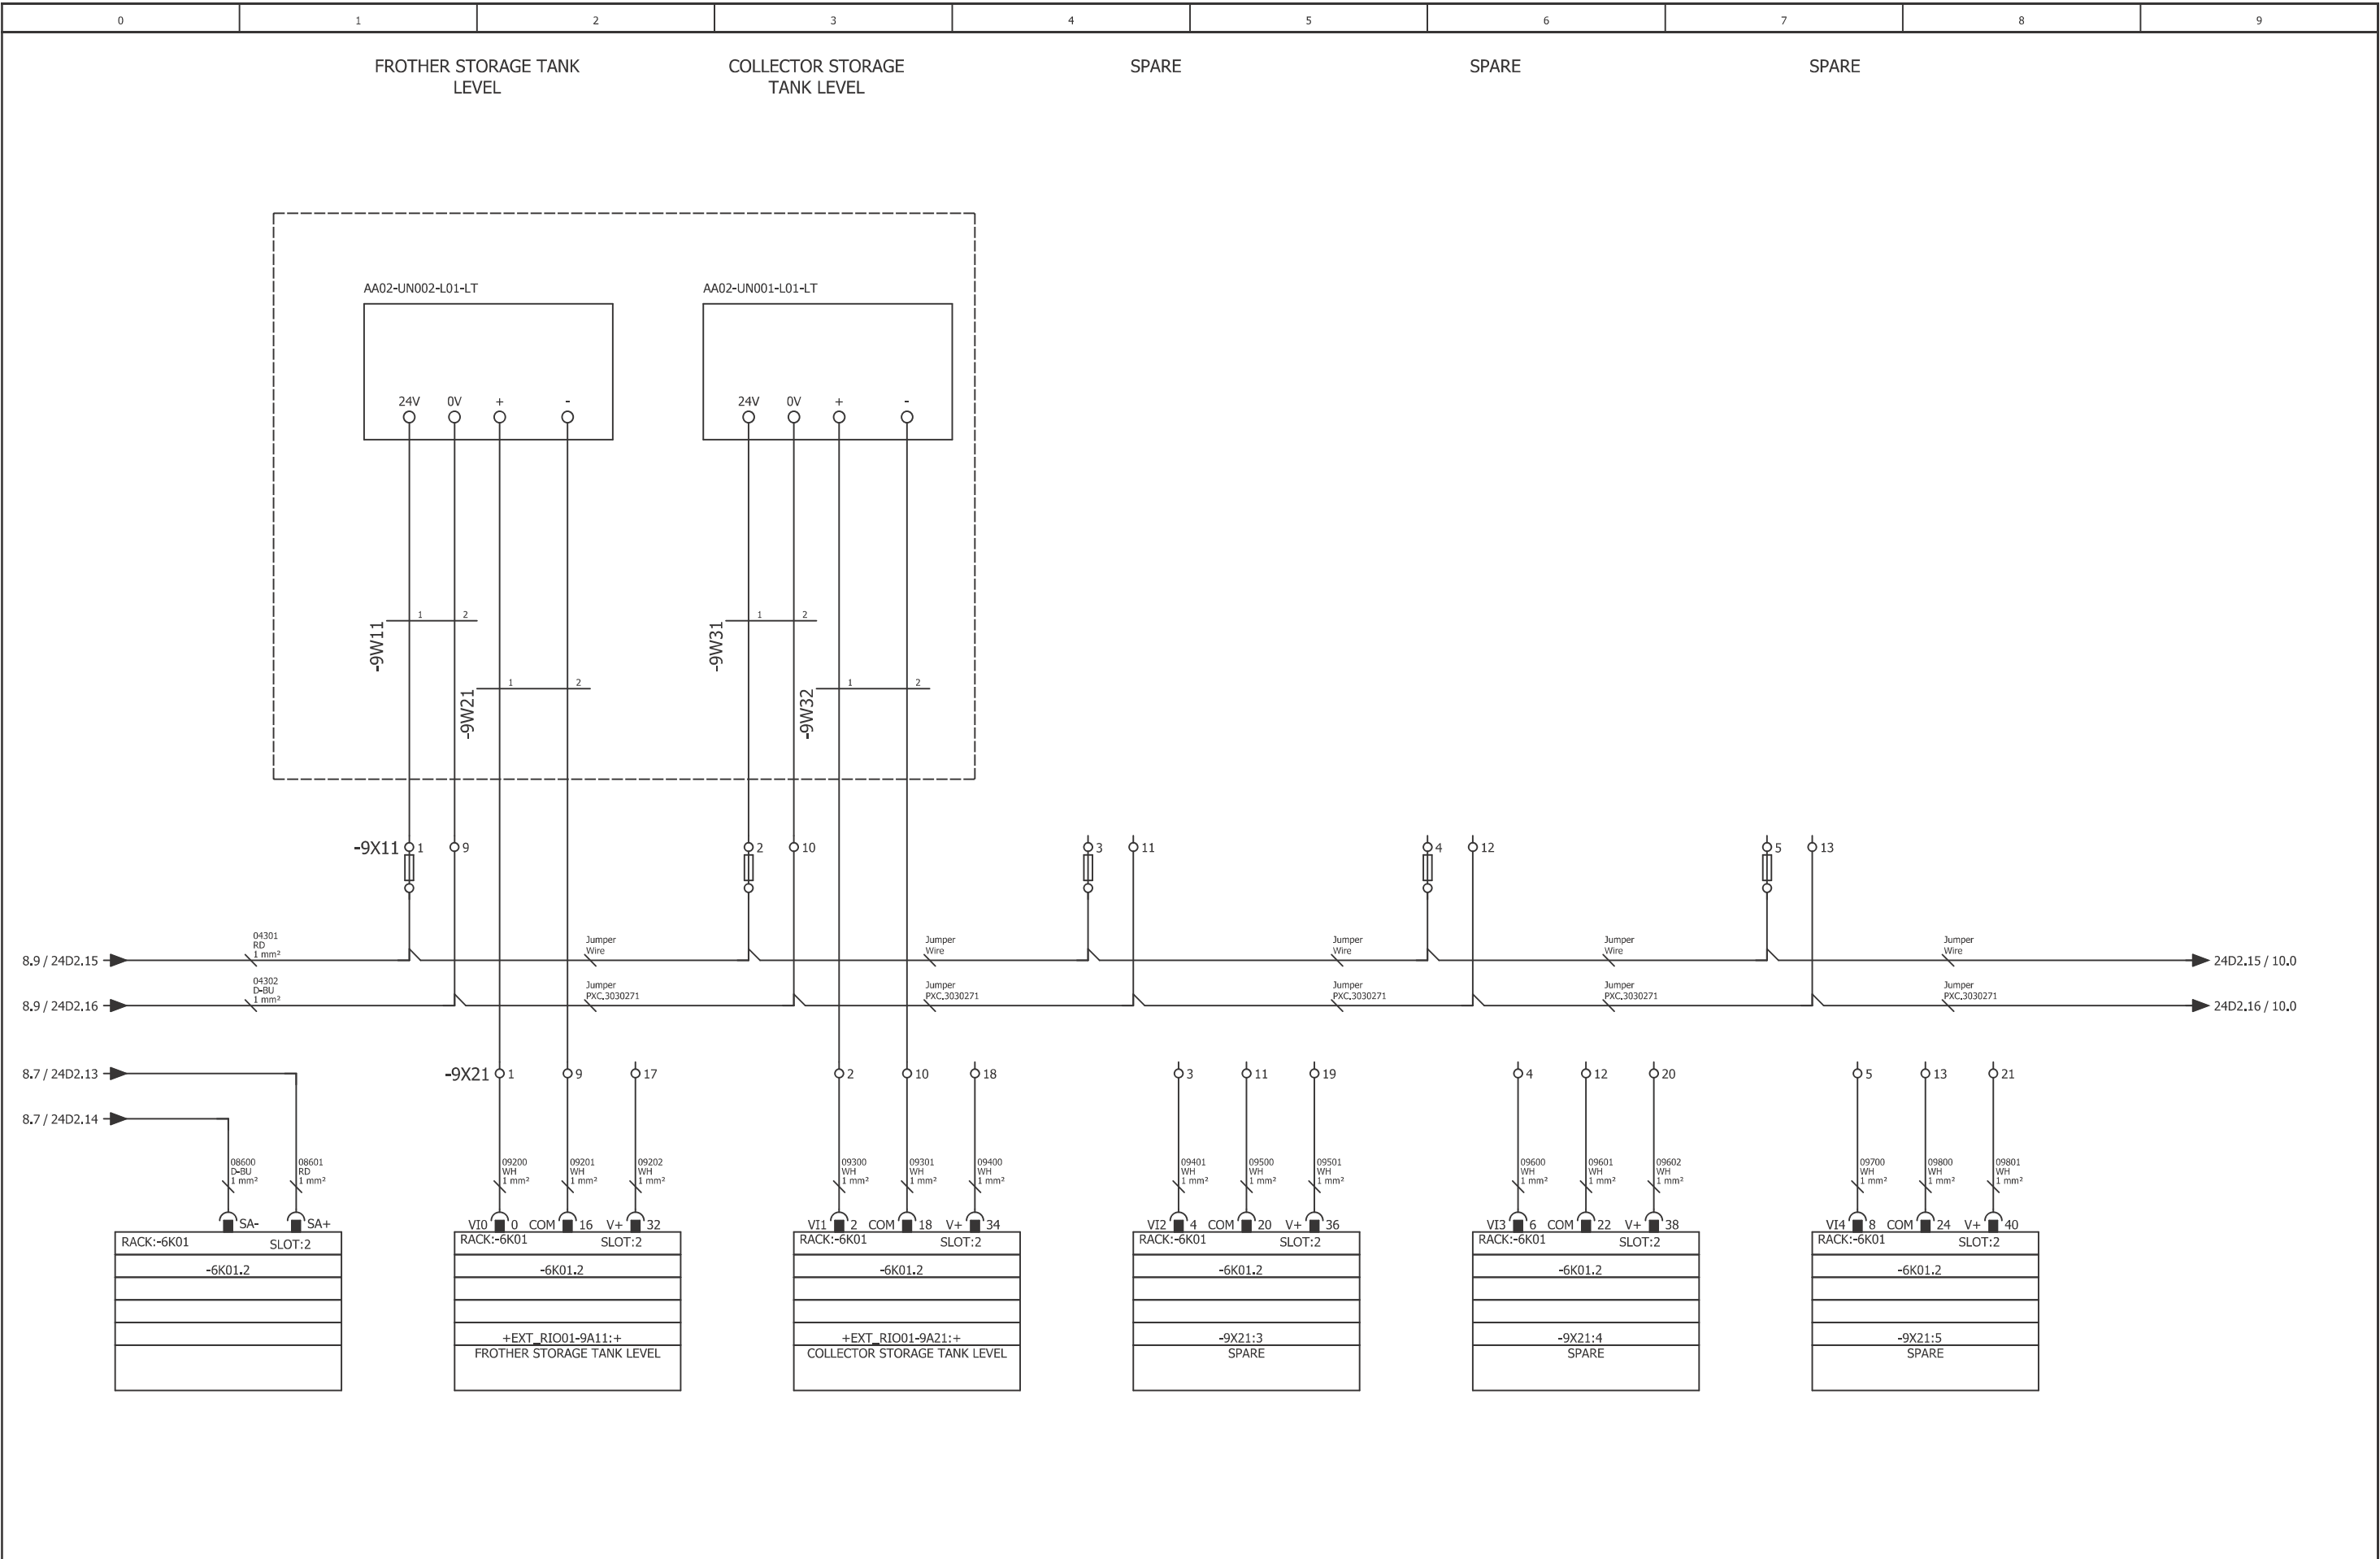 0 1 2 3 4 5 6 7 8 9
FROTHER STORAGE TANK
LEVEL
COLLECTOR STORAGE
TANK LEVEL
SPARE
SPARE
SPARE
AA02-UN002-L01-LT
24V 0V + -
AA02-UN001-L01-LT
24V 0V + -
-9W11 1 2
-9W21 1 2
-9W31 1 2
-9W32 1 2
-9X11 1 9 2 10 3 11 4 12 5 13
8.9 / 24D2.15
04301
RD
1 mm²
Jumper
Wire
Jumper
Wire
Jumper
Wire
Jumper
Wire
Jumper
Wire
24D2.15 / 10.0
8.9 / 24D2.16
04302
D-BU
1 mm²
Jumper
PXC.3030271
Jumper
PXC.3030271
Jumper
PXC.3030271
Jumper
PXC.3030271
Jumper
PXC.3030271
24D2.16 / 10.0
8.7 / 24D2.13
8.7 / 24D2.14
-9X21 1 9 17 2 10 18 3 11 19 4 12 20 5 13 21
08600
D-BU
1 mm²
08601
RD
1 mm²
SA- SA+
RACK:-6K01 SLOT:2
-6K01.2
09200
WH
1 mm²
09201
WH
1 mm²
09202
WH
1 mm²
VI0 0 COM 16 V+ 32
RACK:-6K01 SLOT:2
-6K01.2
+EXT_RIO01-9A11:+
FROTHER STORAGE TANK LEVEL
09300
WH
1 mm²
09301
WH
1 mm²
09400
WH
1 mm²
VI1 2 COM 18 V+ 34
RACK:-6K01 SLOT:2
-6K01.2
+EXT_RIO01-9A21:+
COLLECTOR STORAGE TANK LEVEL
09401
WH
1 mm²
09500
WH
1 mm²
09501
WH
1 mm²
VI2 4 COM 20 V+ 36
RACK:-6K01 SLOT:2
-6K01.2
-9X21:3
SPARE
09600
WH
1 mm²
09601
WH
1 mm²
09602
WH
1 mm²
VI3 6 COM 22 V+ 38
RACK:-6K01 SLOT:2
-6K01.2
-9X21:4
SPARE
09700
WH
1 mm²
09800
WH
1 mm²
09801
WH
1 mm²
VI4 8 COM 24 V+ 40
RACK:-6K01 SLOT:2
-6K01.2
-9X21:5
SPARE